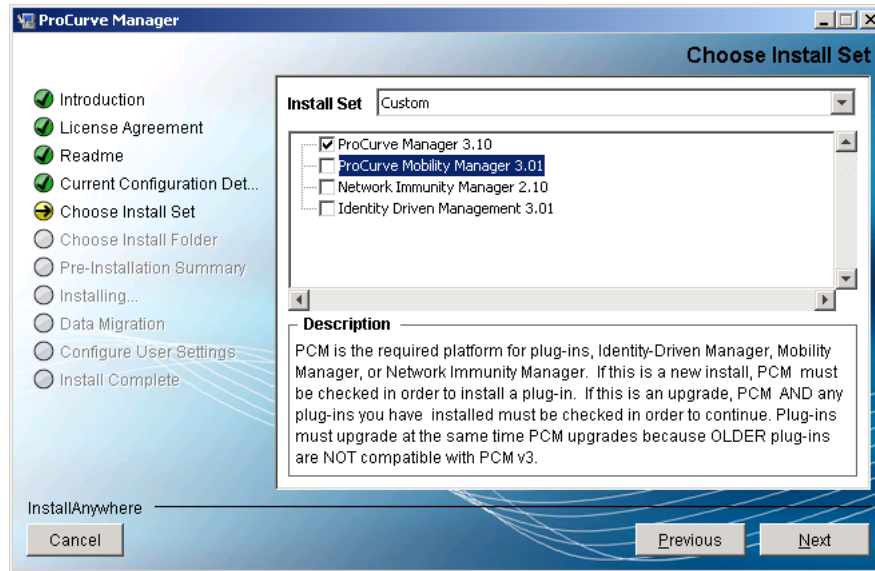 ProCurve Manager
Choose Install Set
Introduction
License Agreement
Readme
Current Configuration Det...
Choose Install Set
Choose Install Folder
Pre-Installation Summary
Installing...
Data Migration
Configure User Settings
Install Complete
Install Set Custom
ProCurve Manager 3.10
ProCurve Mobility Manager 3.01
Network Immunity Manager 2.10
Identity Driven Management 3.01
Description
PCM is the required platform for plug-ins, Identity-Driven Manager, Mobility
Manager, or Network Immunity Manager. If this is a new install, PCM must
be checked in order to install a plug-in. If this is an upgrade, PCM AND any
plug-ins you have installed must be checked in order to continue. Plug-ins
must upgrade at the same time PCM upgrades because OLDER plug-ins
are NOT compatible with PCM v3.
InstallAnywhere
Cancel Previous Next